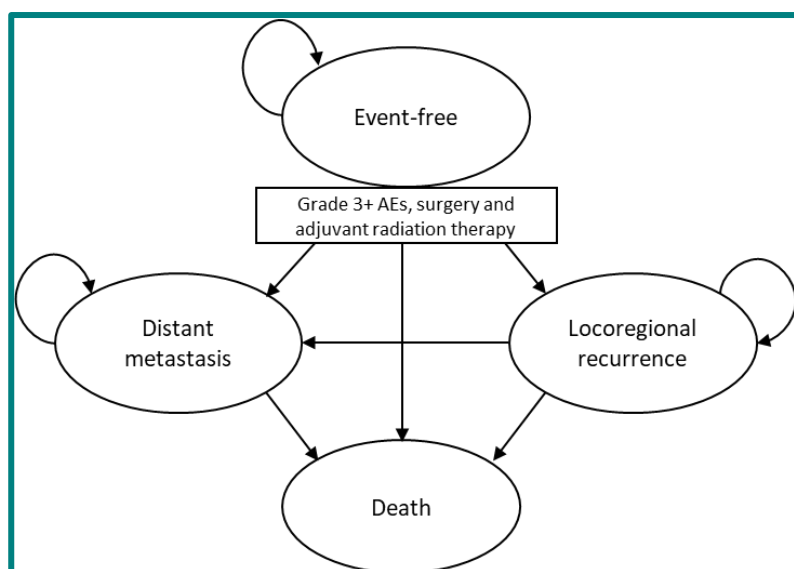 Event-free
Grade 3+ AEs, surgery and
adjuvant radiation therapy
Distant
metastasis
Locoregional
recurrence
Death